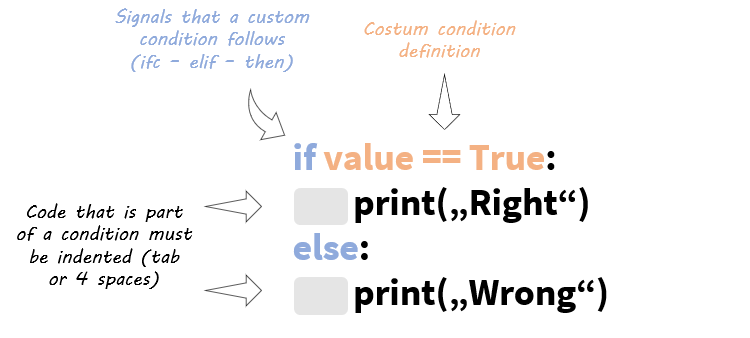 Signals that a custom
condition follows
(ifc - elif - then)
Costum condition
definition
if value == True:
print(„Right“)
else:
print(„Wrong“)
Code that is part
of a condition must
be indented (tab
or 4 spaces)